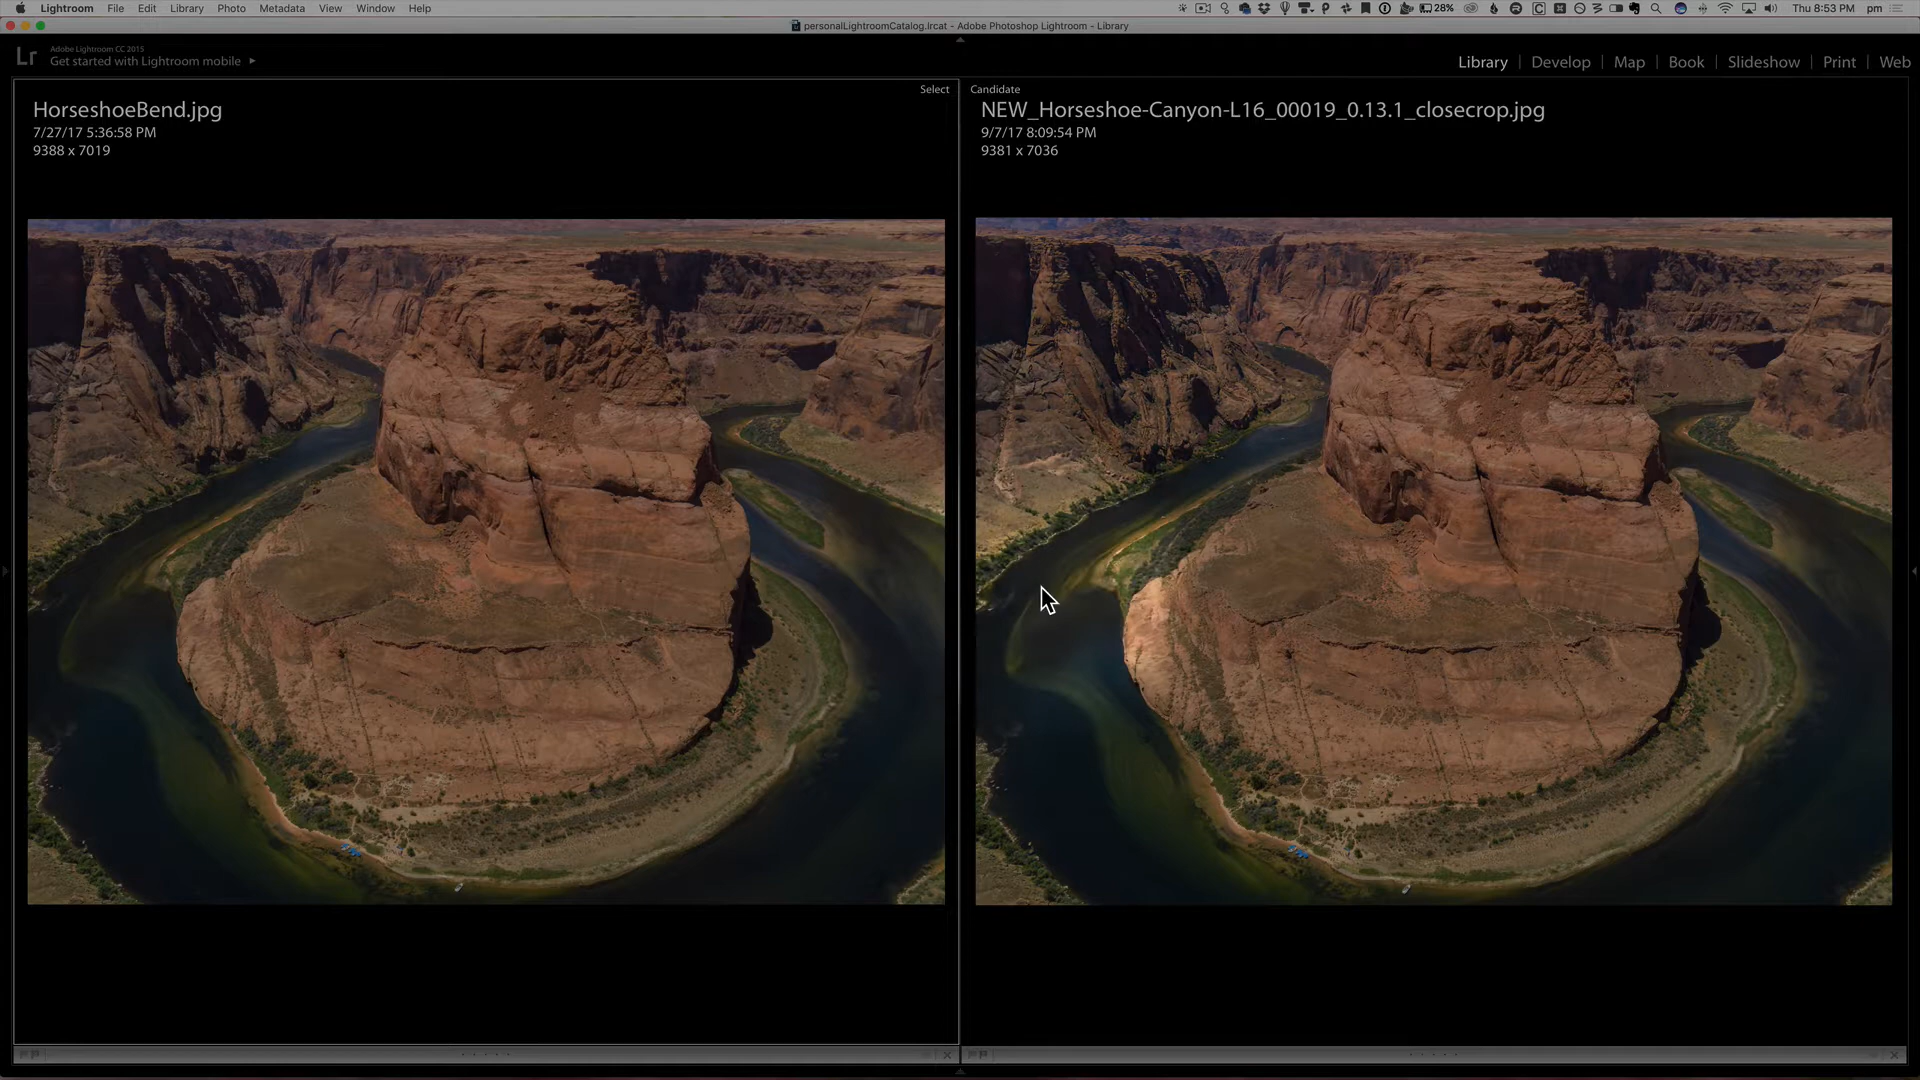 Lightroom File Edit Library Photo Metadata View Window Help 28% Thu 8:53 PM pm
personalLightroomCatalog.lrcat - Adobe Photoshop Lightroom - Library
Lr Adobe Lightroom CC 2015
Get started with Lightroom mobile
Library | Develop | Map | Book | Slideshow | Print | Web
Select
HorseshoeBend.jpg
7/27/17 5:36:58 PM
9388 x 7019
Candidate
NEW_Horseshoe-Canyon-L16_00019_0.13.1_closecrop.jpg
9/7/17 8:09:54 PM
9381 x 7036